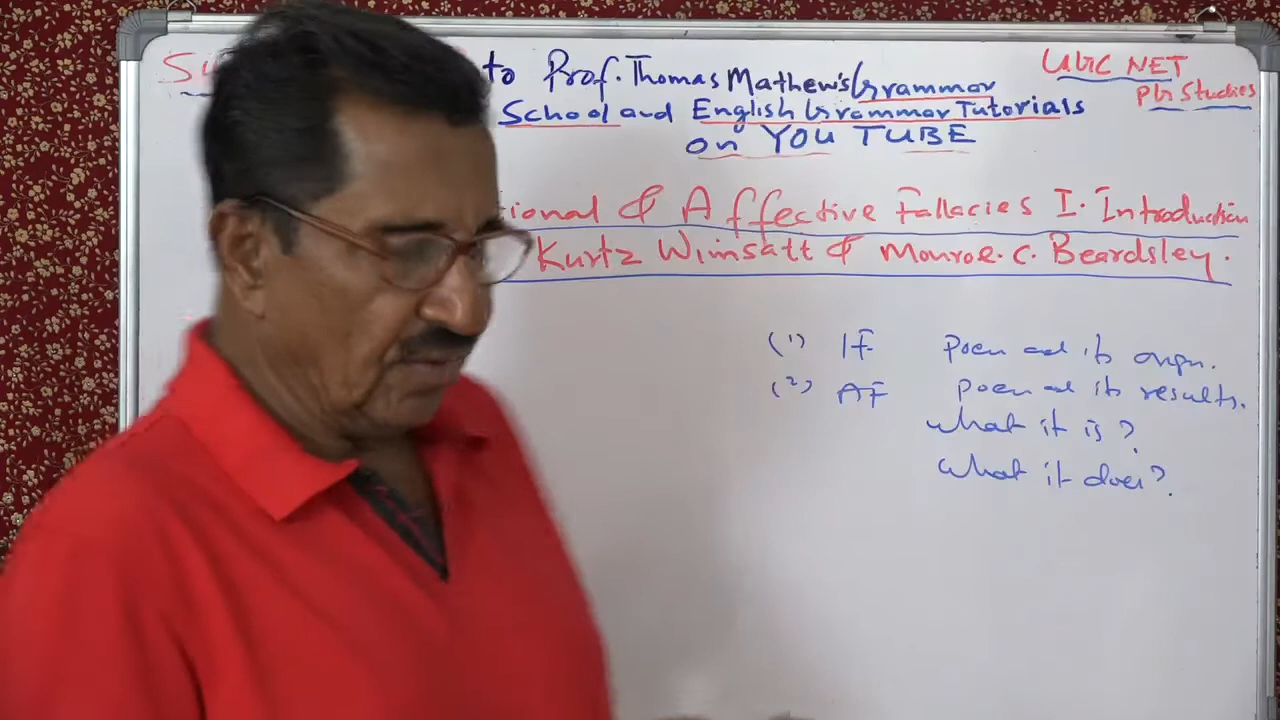 to Prof. Thomas Mathew's Grammar
School and English Grammar Tutorials
on YOU TUBE
UGC NET
PG Studies
tional & Affective Fallacies I. Introduction
Kurtz Wimsatt & Monroe. C. Beardsley.
(1) IF Poem and its origin.
(2) AF Poem and its results.
What it is?
What it does?